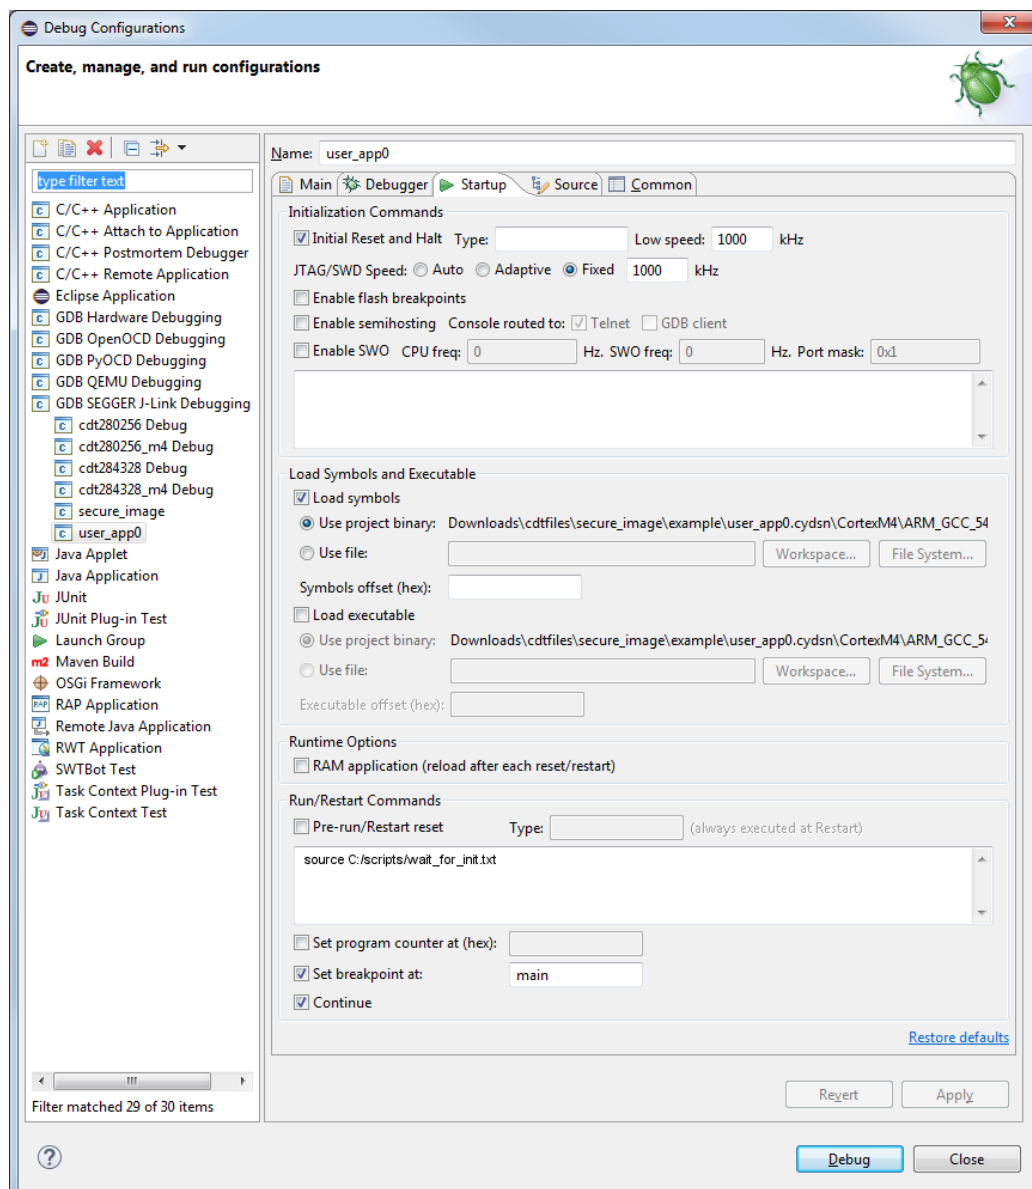 Debug Configurations
Create, manage, and run configurations
type filter text
C/C++ Application
C/C++ Attach to Application
C/C++ Postmortem Debugger
C/C++ Remote Application
Eclipse Application
GDB Hardware Debugging
GDB OpenOCD Debugging
GDB PyOCD Debugging
GDB QEMU Debugging
GDB SEGGER J-Link Debugging
cdt280256 Debug
cdt280256_m4 Debug
cdt284328 Debug
cdt284328_m4 Debug
secure_image
user_app0
Java Applet
Java Application
JUnit
JUnit Plug-in Test
Launch Group
Maven Build
OSGi Framework
RAP Application
Remote Java Application
RWT Application
SWTBot Test
Task Context Plug-in Test
Task Context Test
Filter matched 29 of 30 items
Name: user_app0
Main Debugger Startup Source Common
Initialization Commands
Initial Reset and Halt Type: Low speed: 1000 kHz
JTAG/SWD Speed: Auto Adaptive Fixed 1000 kHz
Enable flash breakpoints
Enable semihosting Console routed to: Telnet GDB client
Enable SWO CPU freq: 0 Hz. SWO freq: 0 Hz. Port mask: 0x1
Load Symbols and Executable
Load symbols
Use project binary: Downloads\cdtfiles\secure_image\example\user_app0.cydsn\CortexM4\ARM_GCC_54
Use file: Workspace... File System...
Symbols offset (hex):
Load executable
Use project binary: Downloads\cdtfiles\secure_image\example\user_app0.cydsn\CortexM4\ARM_GCC_54
Use file: Workspace... File System...
Executable offset (hex):
Runtime Options
RAM application (reload after each reset/restart)
Run/Restart Commands
Pre-run/Restart reset Type: (always executed at Restart)
source C:/scripts/wait_for_init.txt
Set program counter at (hex):
Set breakpoint at: main
Continue
Restore defaults
Revert Apply
Debug Close